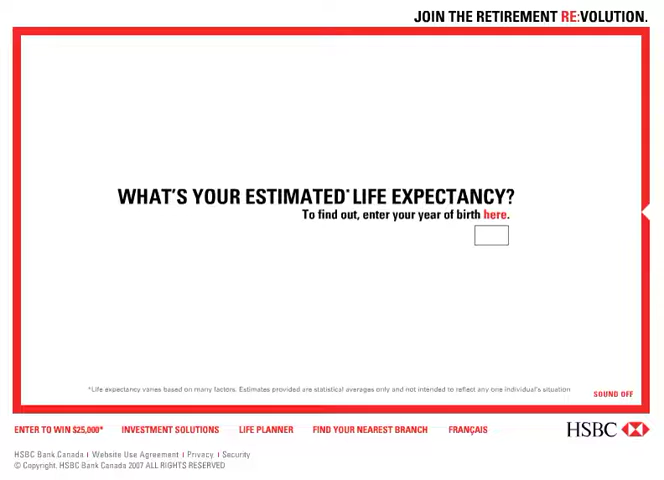 JOIN THE RETIREMENT RE:VOLUTION.
WHAT'S YOUR ESTIMATED* LIFE EXPECTANCY?
To find out, enter your year of birth here.
*Life expectancy varies based on many factors. Estimates provided are statistical averages only and not intended to reflect any one individual's situation
SOUND OFF
ENTER TO WIN $25,000* INVESTMENT SOLUTIONS LIFE PLANNER FIND YOUR NEAREST BRANCH FRANÇAIS HSBC
HSBC Bank Canada I Website Use Agreement I Privacy I Security
© Copyright. HSBC Bank Canada 2007 ALL RIGHTS RESERVED